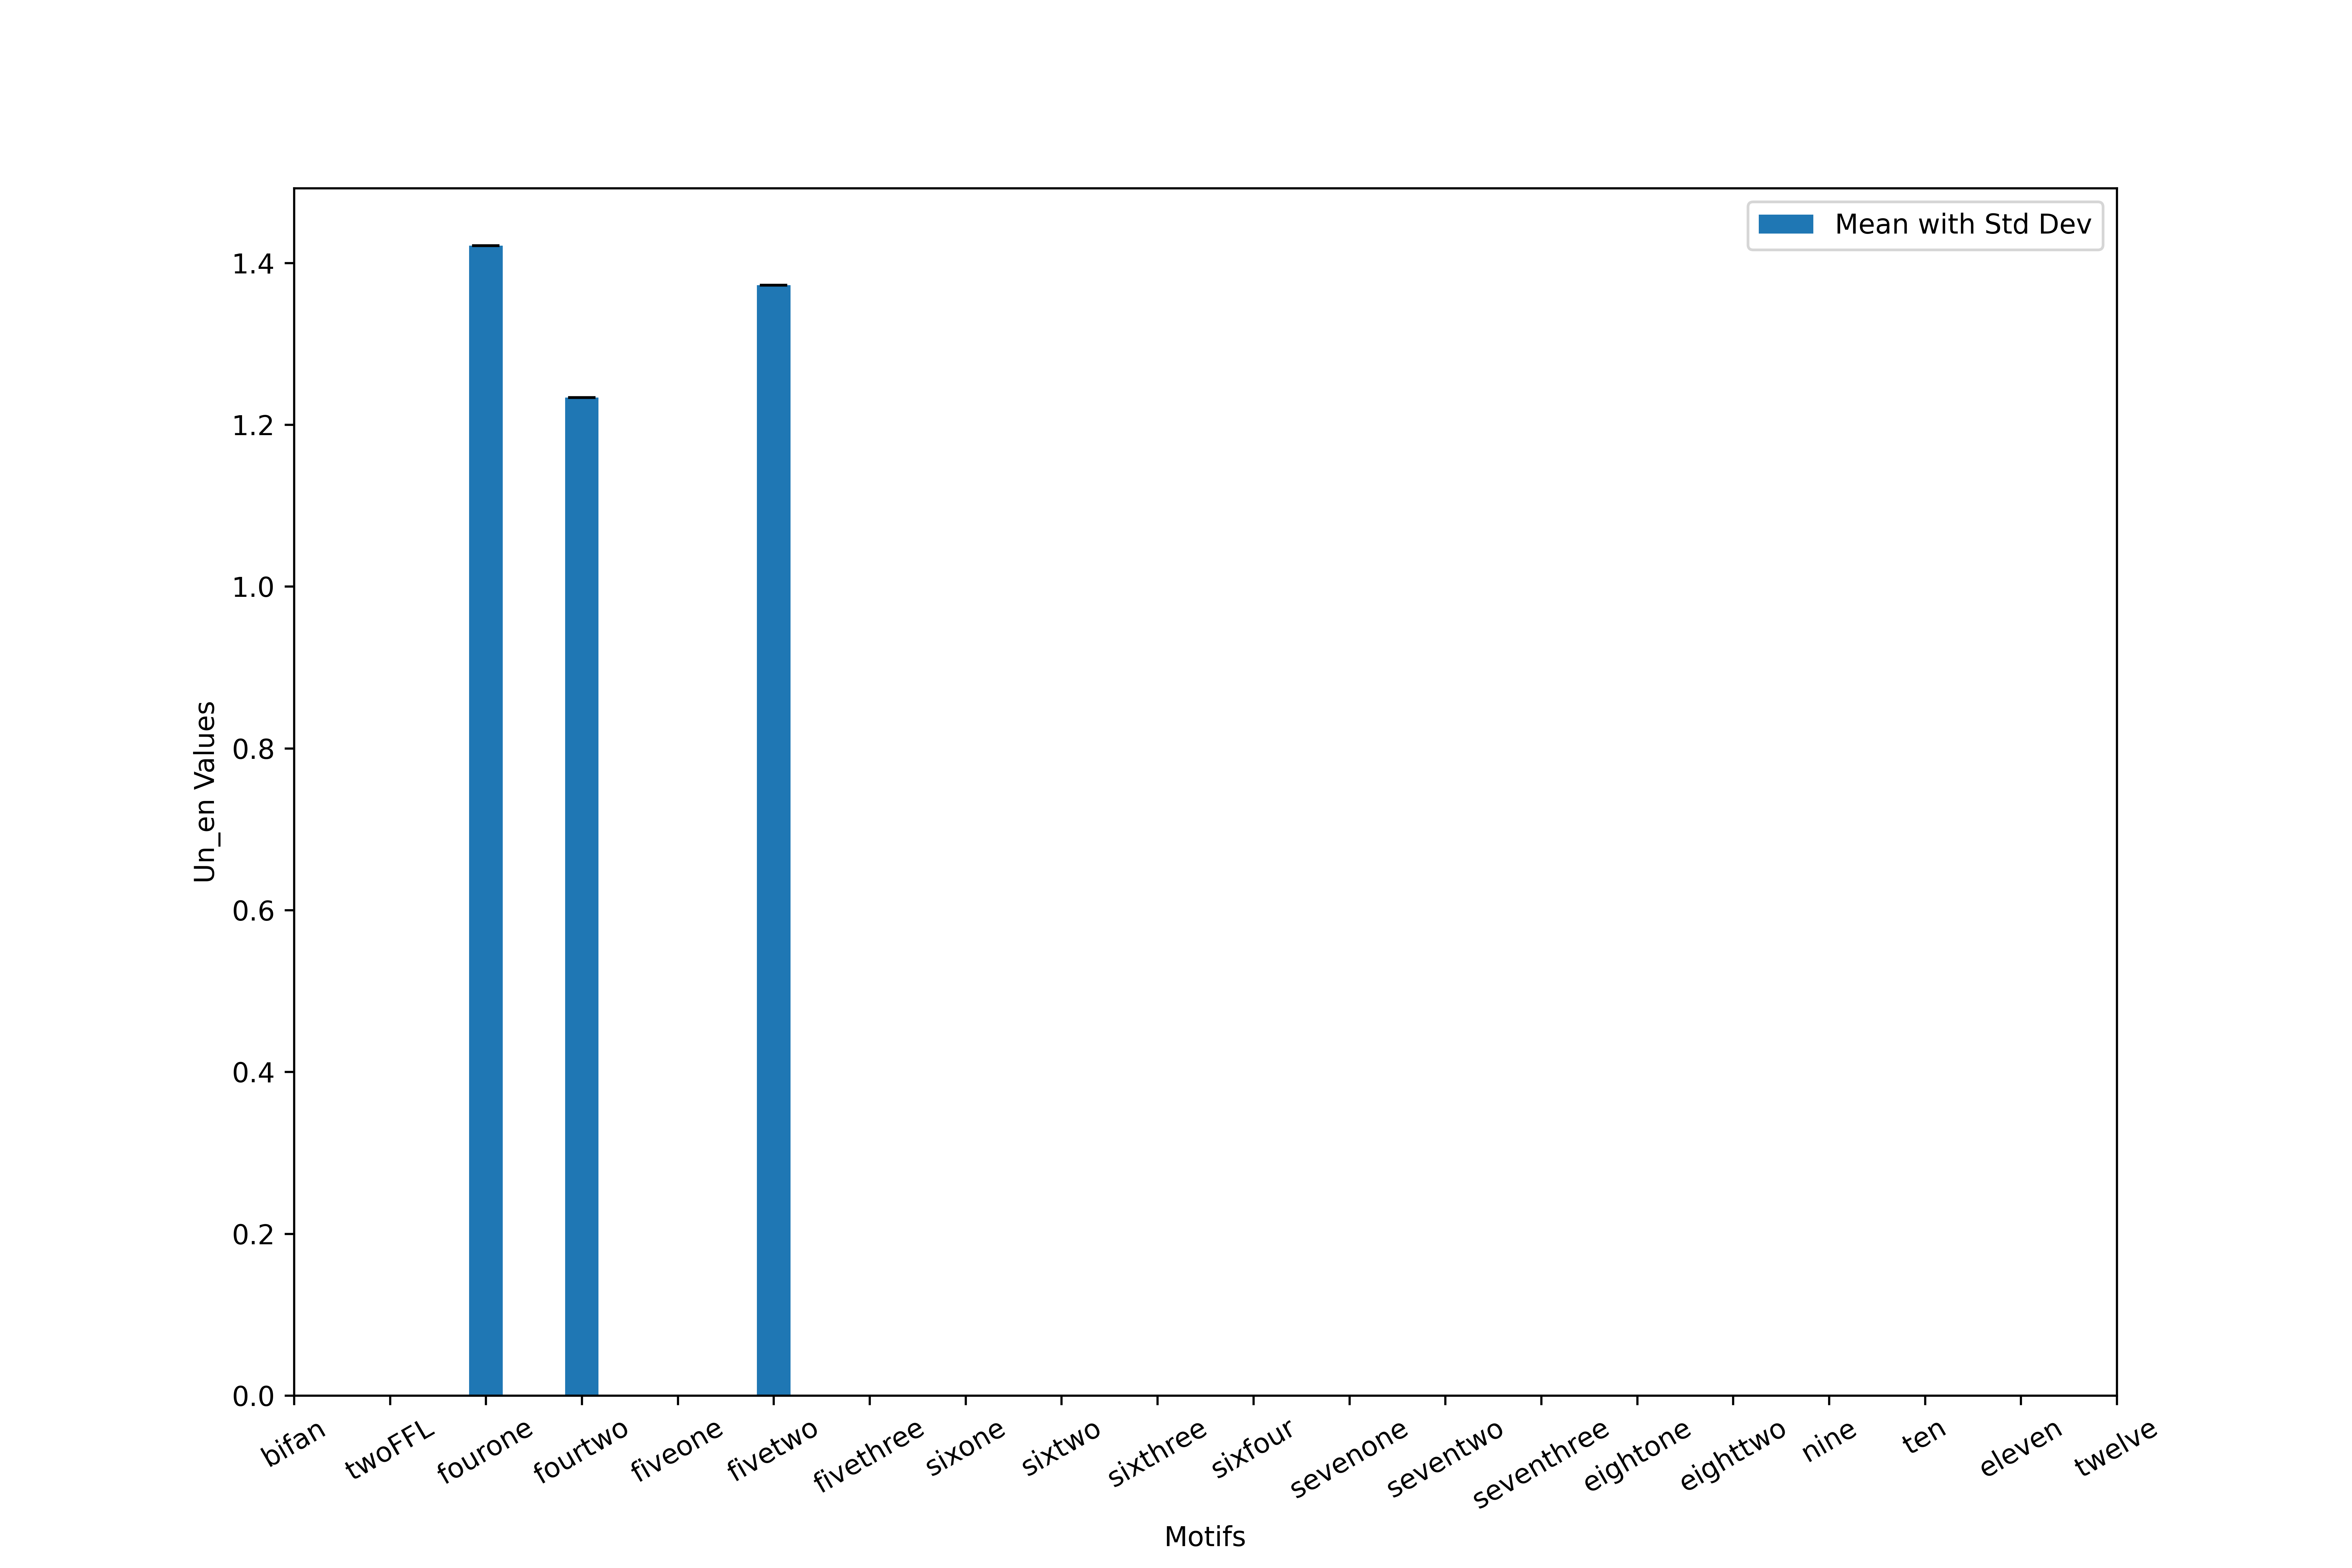 Mean with Std Dev
1.4
1.2
1.0
0.8
0.6
0.4
0.2
0.0
Un_en Values
bifan
twoFFL
fourone
fourtwo
fiveone
fivetwo
fivethree
sixone
sixtwo
sixthree
sixfour
sevenone
seventwo
seventhree
eightone
eighttwo
nine
ten
eleven
twelve
Motifs